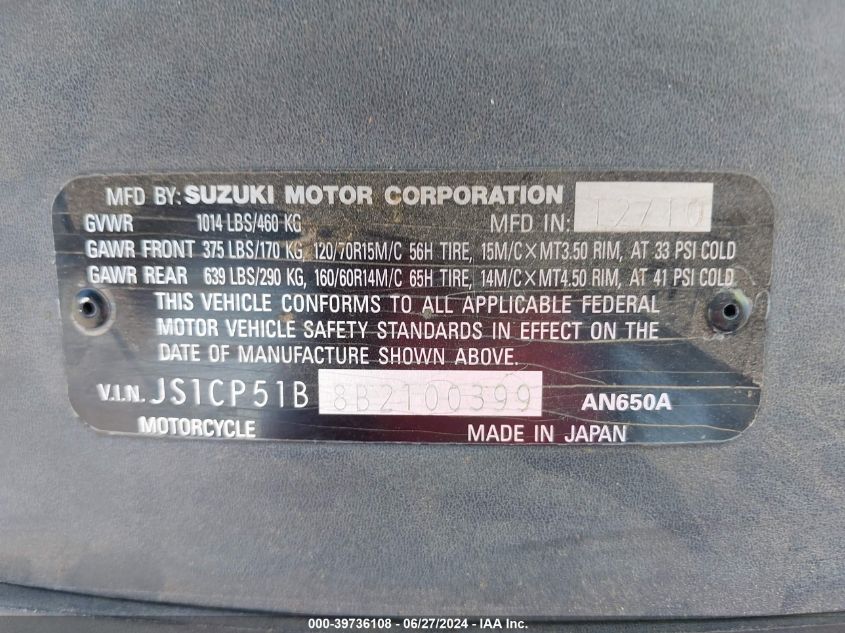 MFD BY: SUZUKI MOTOR CORPORATION
GVWR 1014 LBS/460 KG MFD IN: 12/10
GAWR FRONT 375 LBS/170 KG, 120/70R15M/C 56H TIRE, 15M/C×MT3.50 RIM, AT 33 PSI COLD
GAWR REAR 639 LBS/290 KG, 160/60R14M/C 65H TIRE, 14M/C×MT4.50 RIM, AT 41 PSI COLD
THIS VEHICLE CONFORMS TO ALL APPLICABLE FEDERAL
MOTOR VEHICLE SAFETY STANDARDS IN EFFECT ON THE
DATE OF MANUFACTURE SHOWN ABOVE.
V.I.N. JS1CP51B 8B2100399 AN650A
MOTORCYCLE MADE IN JAPAN
000-39736108 - 06/27/2024 - IAA Inc.